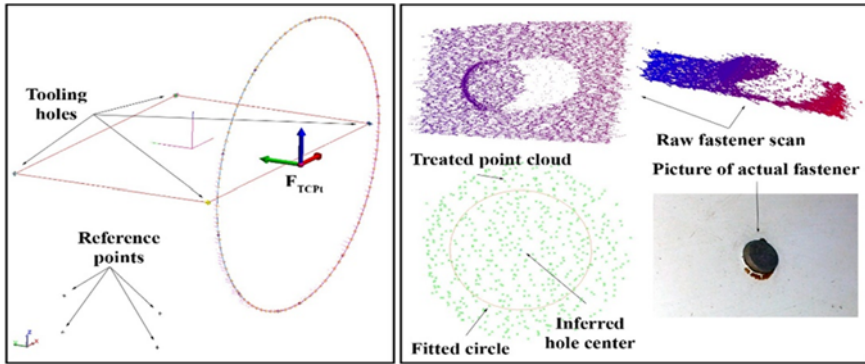 Tooling
holes
F_TCPt
Reference
points
Raw fastener scan
Treated point cloud
Picture of actual fastener
Fitted circle
Inferred
hole center